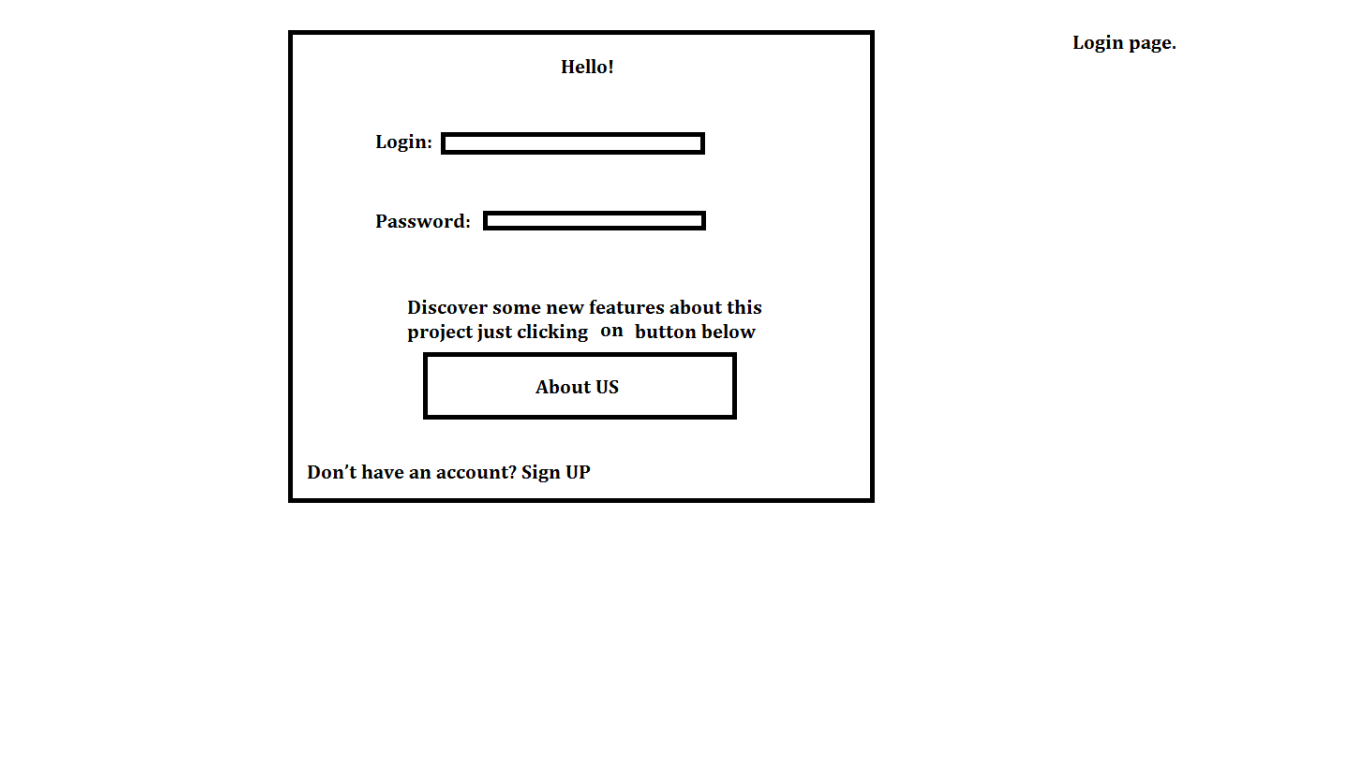 Login page.
Hello!
Login:
Password:
Discover some new features about this
project just clicking on button below
About US
Don't have an account? Sign UP